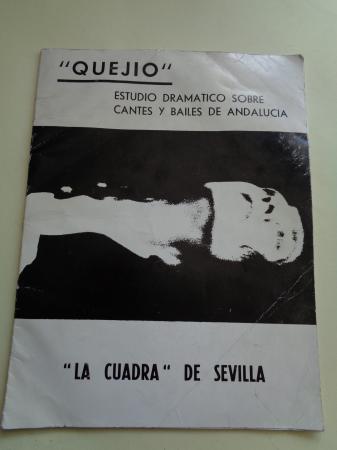 "QUEJIO"
ESTUDIO DRAMATICO SOBRE
CANTES Y BAILES DE ANDALUCIA
"LA CUADRA" DE SEVILLA